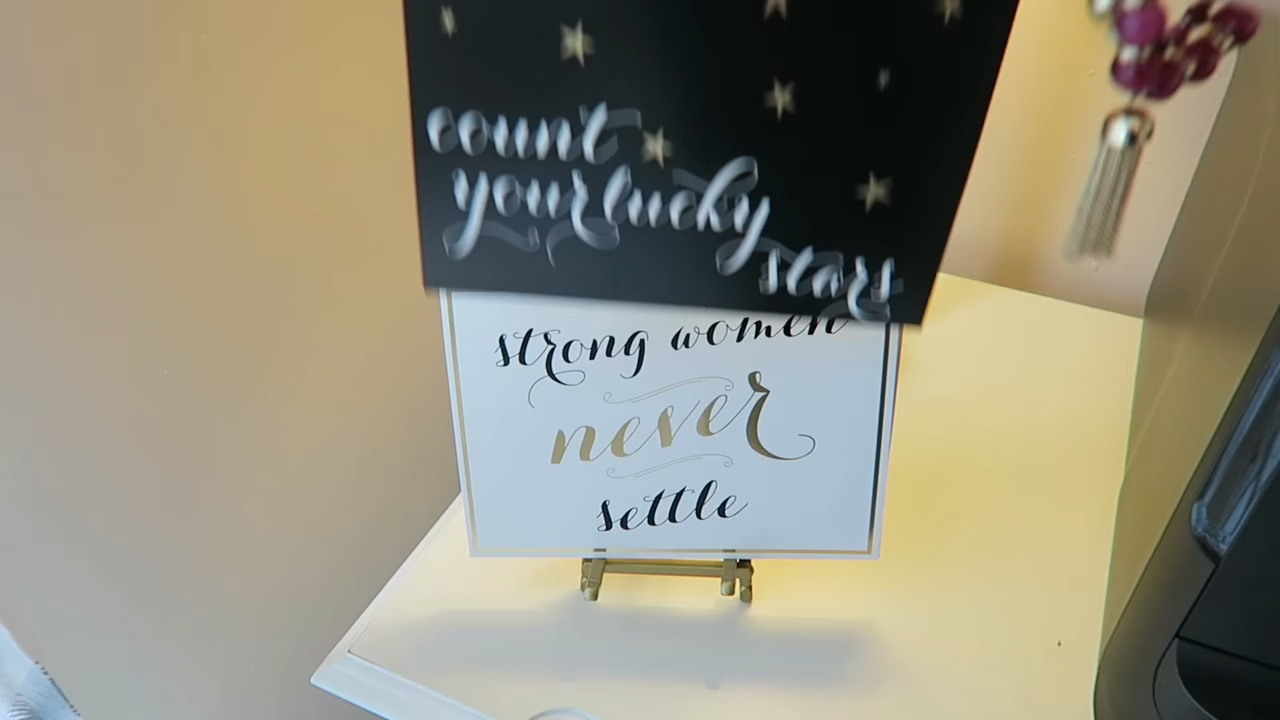 count
your lucky
stars
strong women
never
settle